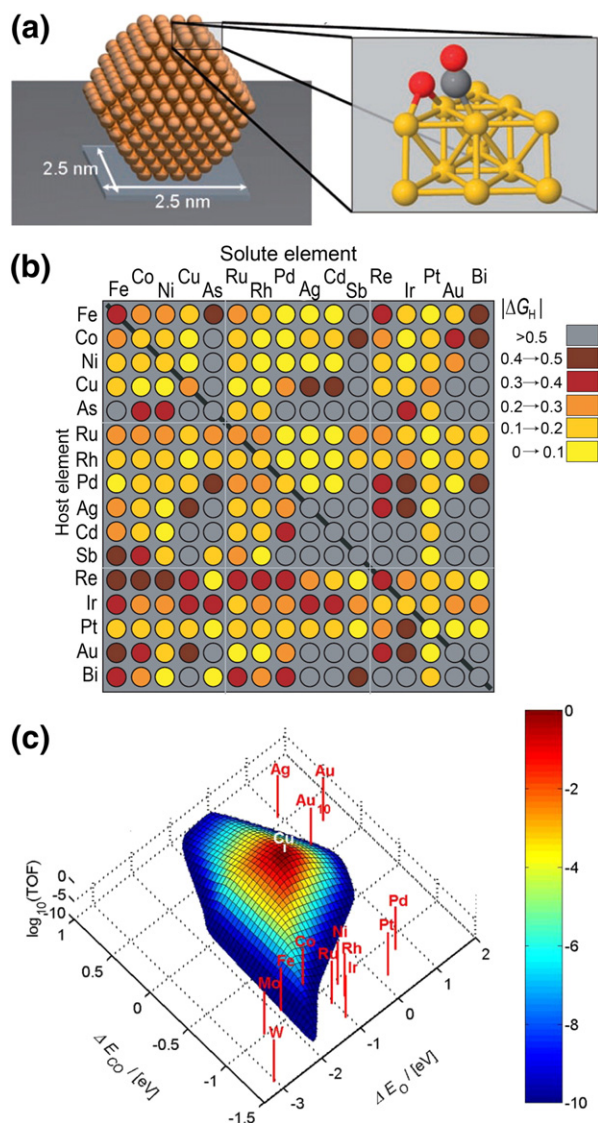 (a)
2.5 nm
2.5 nm
(b)
Solute element
Fe Co Ni Cu As Ru Rh Pd Ag Cd Sb Re Ir Pt Au Bi
Host element
Fe
Co
Ni
Cu
As
Ru
Rh
Pd
Ag
Cd
Sb
Re
Ir
Pt
Au
Bi
|ΔG_H|
>0.5
0.4→0.5
0.3→0.4
0.2→0.3
0.1→0.2
0→0.1
(c)
Ag
Au
Au 10
Cu
Pd
Pt
Ni
Rh
Ru
Ir
Co
Fe
Mo
W
log10(TOF)
0
-5
-10
1
0.5
0
-0.5
-1
-1.5
ΔE_CO / [eV]
-3
-2
-1
0
1
2
ΔE_O / [eV]
0
-2
-4
-6
-8
-10